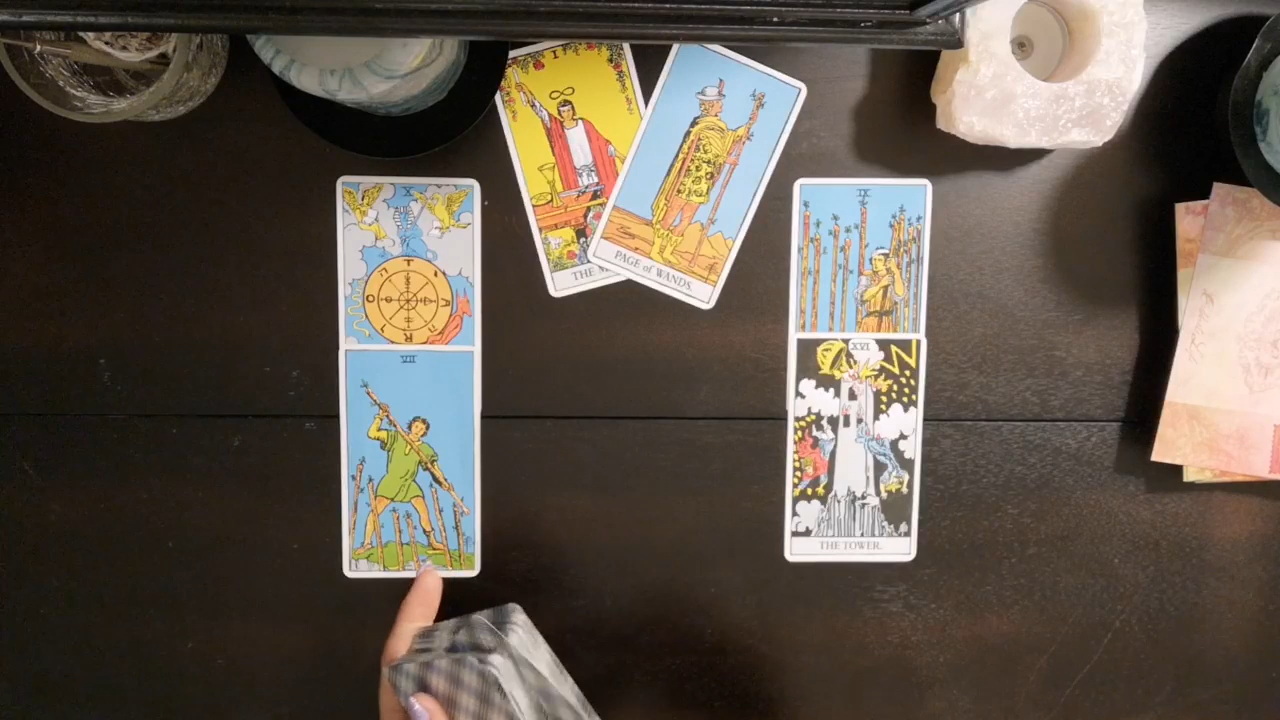 I
THE M
PAGE of WANDS.
X
VII
IX
XVI
THE TOWER.